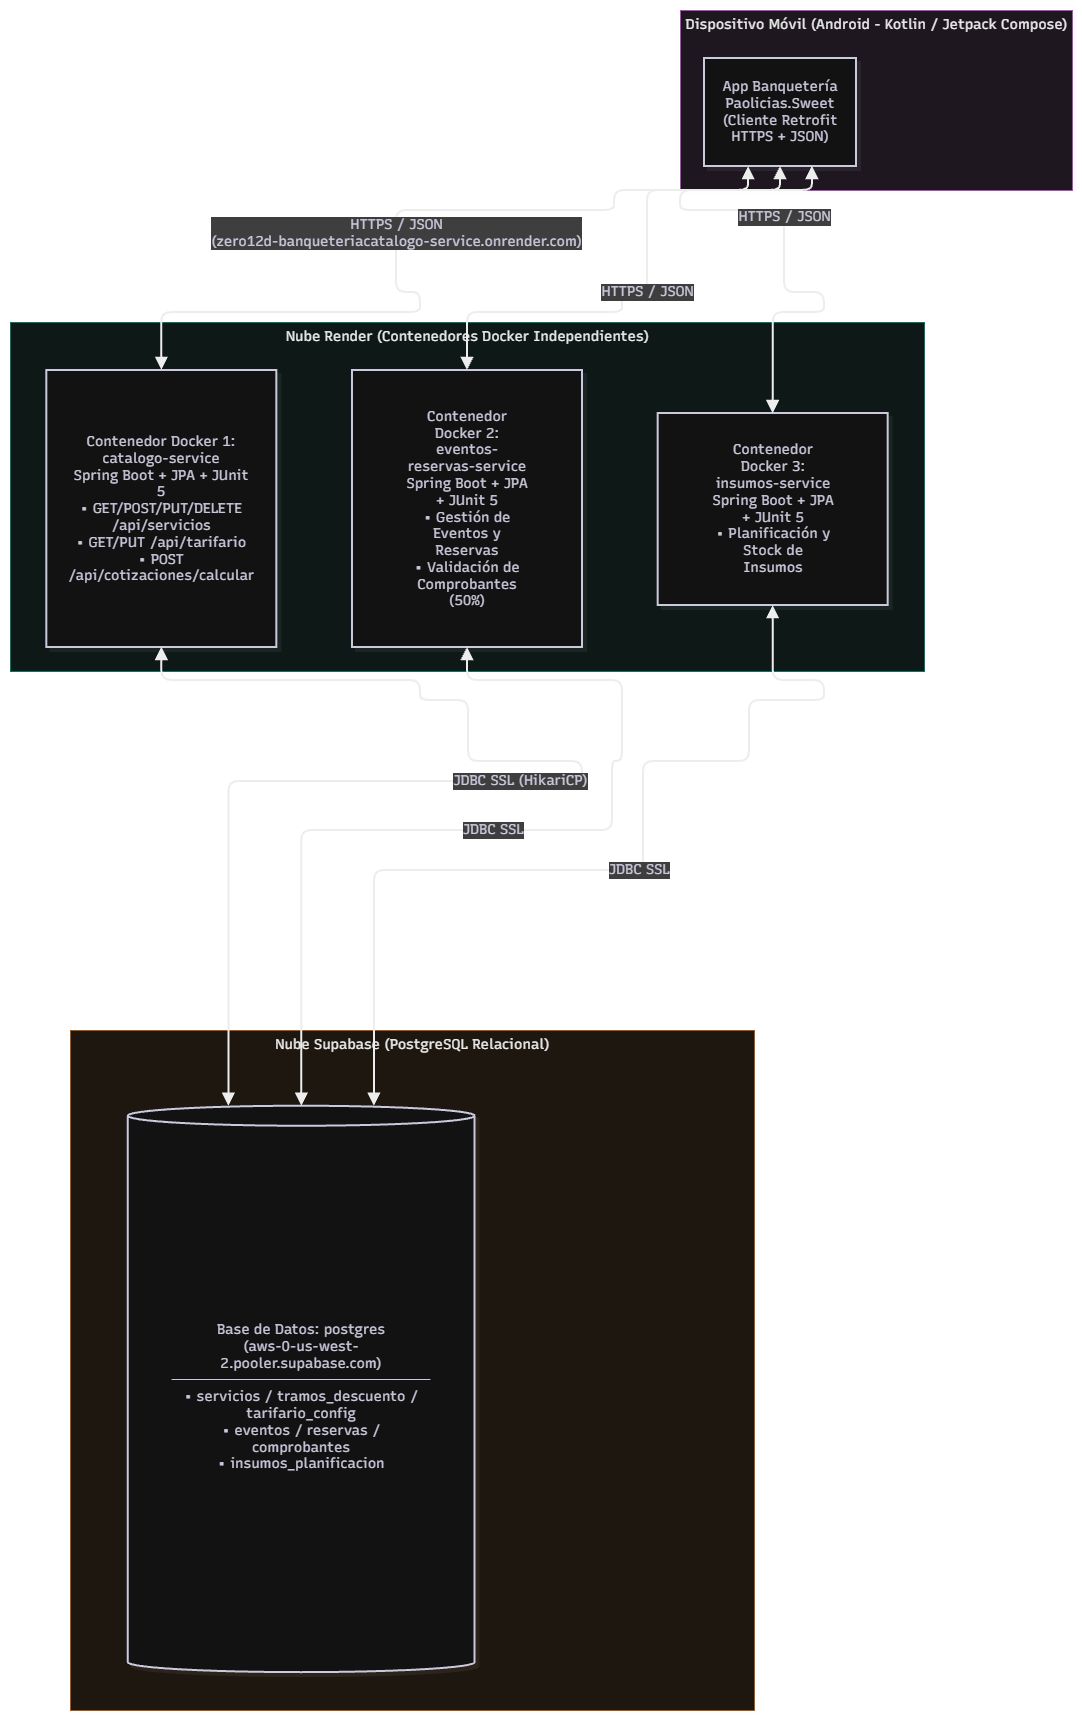 Dispositivo Móvil (Android - Kotlin / Jetpack Compose)
App Banquetería
Paolicias.Sweet
(Cliente Retrofit
HTTPS + JSON)
HTTPS / JSON
HTTPS / JSON
(zero12d-banqueteriacatalogo-service.onrender.com)
HTTPS / JSON
Nube Render (Contenedores Docker Independientes)
Contenedor Docker 1:
catalogo-service
Spring Boot + JPA + JUnit
5
▪ GET/POST/PUT/DELETE
/api/servicios
▪ GET/PUT /api/tarifario
▪ POST
/api/cotizaciones/calcular
Contenedor
Docker 2:
eventos-
reservas-service
Spring Boot + JPA
+ JUnit 5
▪ Gestión de
Eventos y
Reservas
▪ Validación de
Comprobantes
(50%)
Contenedor
Docker 3:
insumos-service
Spring Boot + JPA
+ JUnit 5
▪ Planificación y
Stock de
Insumos
JDBC SSL (HikariCP)
JDBC SSL
JDBC SSL
Nube Supabase (PostgreSQL Relacional)
Base de Datos: postgres
(aws-0-us-west-
2.pooler.supabase.com)
▪ servicios / tramos_descuento /
tarifario_config
▪ eventos / reservas /
comprobantes
▪ insumos_planificacion